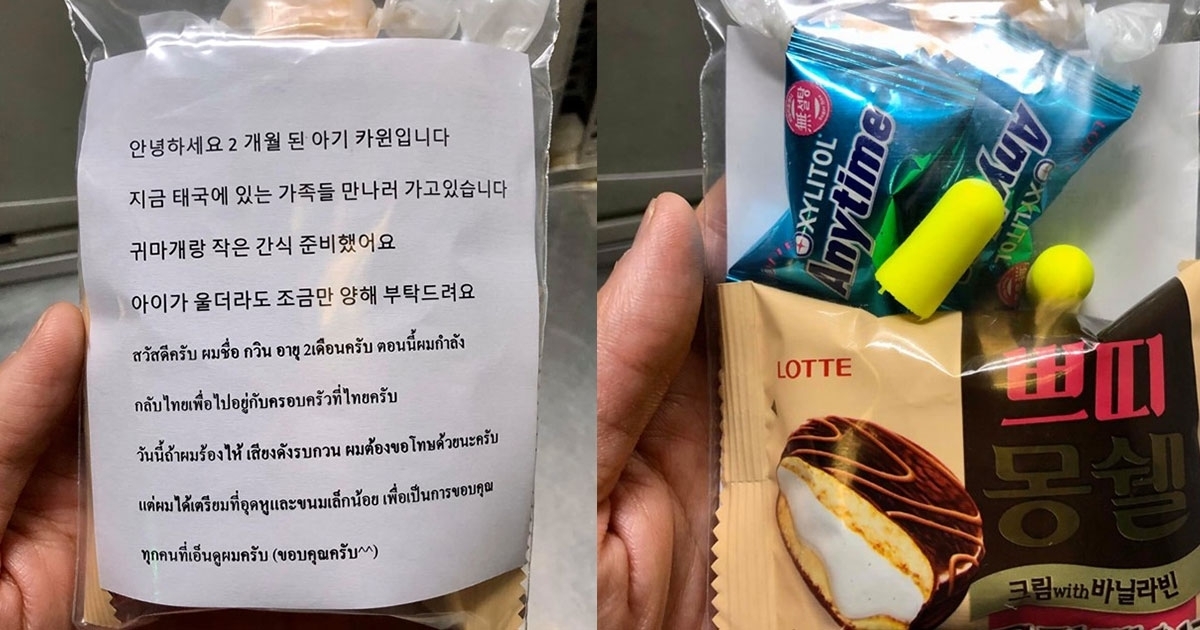 안녕하세요 2 개월 된 아기 카윈입니다
지금 태국에 있는 가족들 만나러 가고있습니다
귀마개랑 작은 간식 준비했어요
아이가 울더라도 조금만 양해 부탁드려요
สวัสดีครับ ผมชื่อ กวิน อายุ 2เดือนครับ ตอนนี้ผมกำลัง
กลับไทยเพื่อไปอยู่กับครอบครัวที่ไทยครับ
วันนี้ถ้าผมร้องไห้ เสียงดังรบกวน ผมต้องขอโทษด้วยนะครับ
แต่ผมได้เตรียมที่อุดหูและขนมเล็กน้อย เพื่อเป็นการขอบคุณ
ทุกคนที่เอ็นดูผมครับ (ขอบคุณครับ^^)
無설탕
XYLITOL
Anytime
XYLITOL
Any
LOTTE
쁘띠
몽쉘
크림with바닐라빈